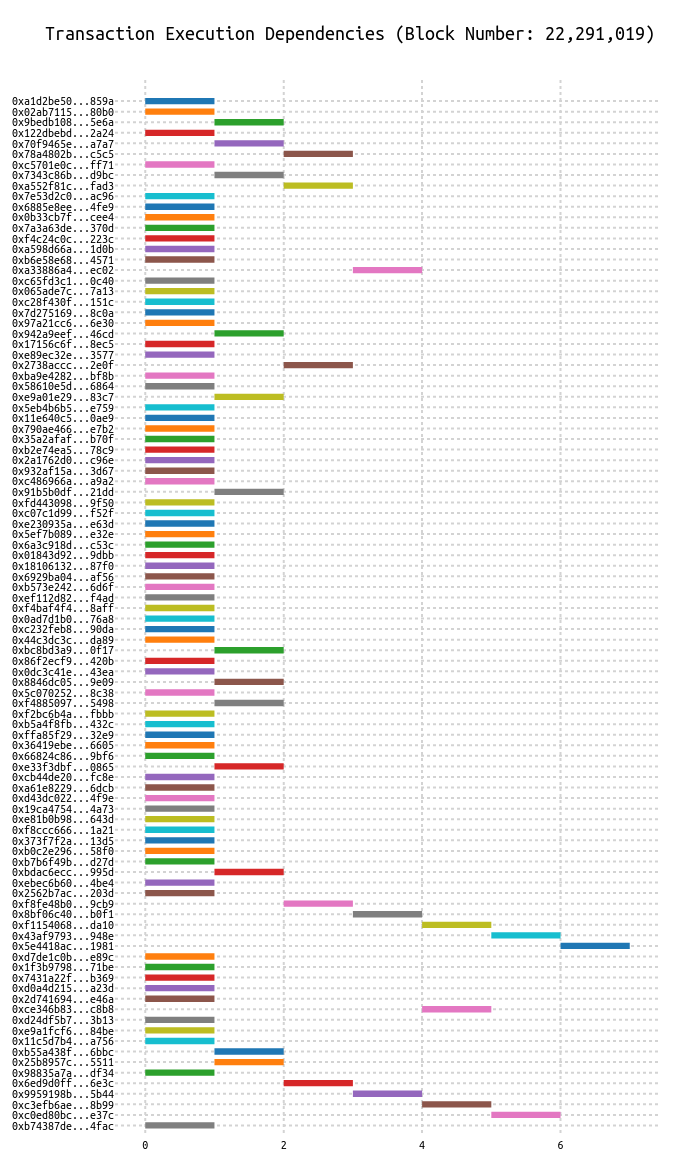 Transaction Execution Dependencies (Block Number: 22,291,019)
0xa1d2be50...859a
0x02ab7115...80b0
0x9bedb108...5e6a
0x122dbebd...2a24
0x70f9465e...a7a7
0x78a4802b...c5c5
0xc5701e0c...ff71
0x7343c86b...d9bc
0xa552f81c...fad3
0x7e53d2c0...ac96
0x6885e8ee...4fe9
0x0b33cb7f...cee4
0x7a3a63de...370d
0xf4c24c0c...223c
0xa598d66a...1d0b
0xb6e58e68...4571
0xa33886a4...ec02
0xc65fd3c1...0c40
0x065ade7c...7a13
0xc28f430f...151c
0x7d275169...8c0a
0x97a21cc6...6e30
0x942a9eef...46cd
0x17156c6f...8ec5
0xe89ec32e...3577
0x2738accc...2e0f
0xba9e4282...bf8b
0x58610e5d...6864
0xe9a01e29...83c7
0x5eb4b6b5...e759
0x11e640c5...0ae9
0x790ae466...e7b2
0x35a2afaf...b70f
0xb2e74ea5...78c9
0x2a1762d0...c96e
0x932af15a...3d67
0xc486966a...a9a2
0x91b5b0df...21dd
0xfd443098...9f50
0xc07c1d99...f52f
0xe230935a...e63d
0x5ef7b089...e32e
0x6a3c918d...c53c
0x01843d92...9dbb
0x18106132...87f0
0x6929ba04...af56
0xb573e242...6d6f
0xef112d82...f4ad
0xf4baf4f4...8aff
0x0ad7d1b0...76a8
0xc232feb8...90da
0x44c3dc3c...da89
0xbc8bd3a9...0f17
0x86f2ecf9...420b
0x0dc3c41e...43ea
0x8846dc05...9e09
0x5c070252...8c38
0xf4885097...5498
0xf2bc6b4a...fbbb
0xb5a4f8fb...432c
0xffa85f29...32e9
0x36419ebe...6605
0x66824c86...9bf6
0xe33f3dbf...0865
0xcb44de20...fc8e
0xa61e8229...6dcb
0xd43dc022...4f9e
0x19ca4754...4a73
0xe81b0b98...643d
0xf8ccc666...1a21
0x373f7f2a...13d5
0xb0c2e296...58f0
0xb7b6f49b...d27d
0xbdac6ecc...995d
0xebec6b60...4be4
0x2562b7ac...203d
0xf8fe48b0...9cb9
0x8bf06c40...b0f1
0xf1154068...da10
0x43af9793...948e
0x5e4418ac...1981
0xd7de1c0b...e89c
0x1f3b9798...71be
0x7431a22f...b369
0xd0a4d215...a23d
0x2d741694...e46a
0xce346b83...c8b8
0xd24df5b7...3b13
0xe9a1fcf6...84be
0x11c5d7b4...a756
0xb55a438f...6bbc
0x25b8957c...5511
0x98835a7a...df34
0x6ed9d0ff...6e3c
0x9959198b...5b44
0xc3efb6ae...8b99
0xc0ed80bc...e37c
0xb74387de...4fac
0 2 4 6